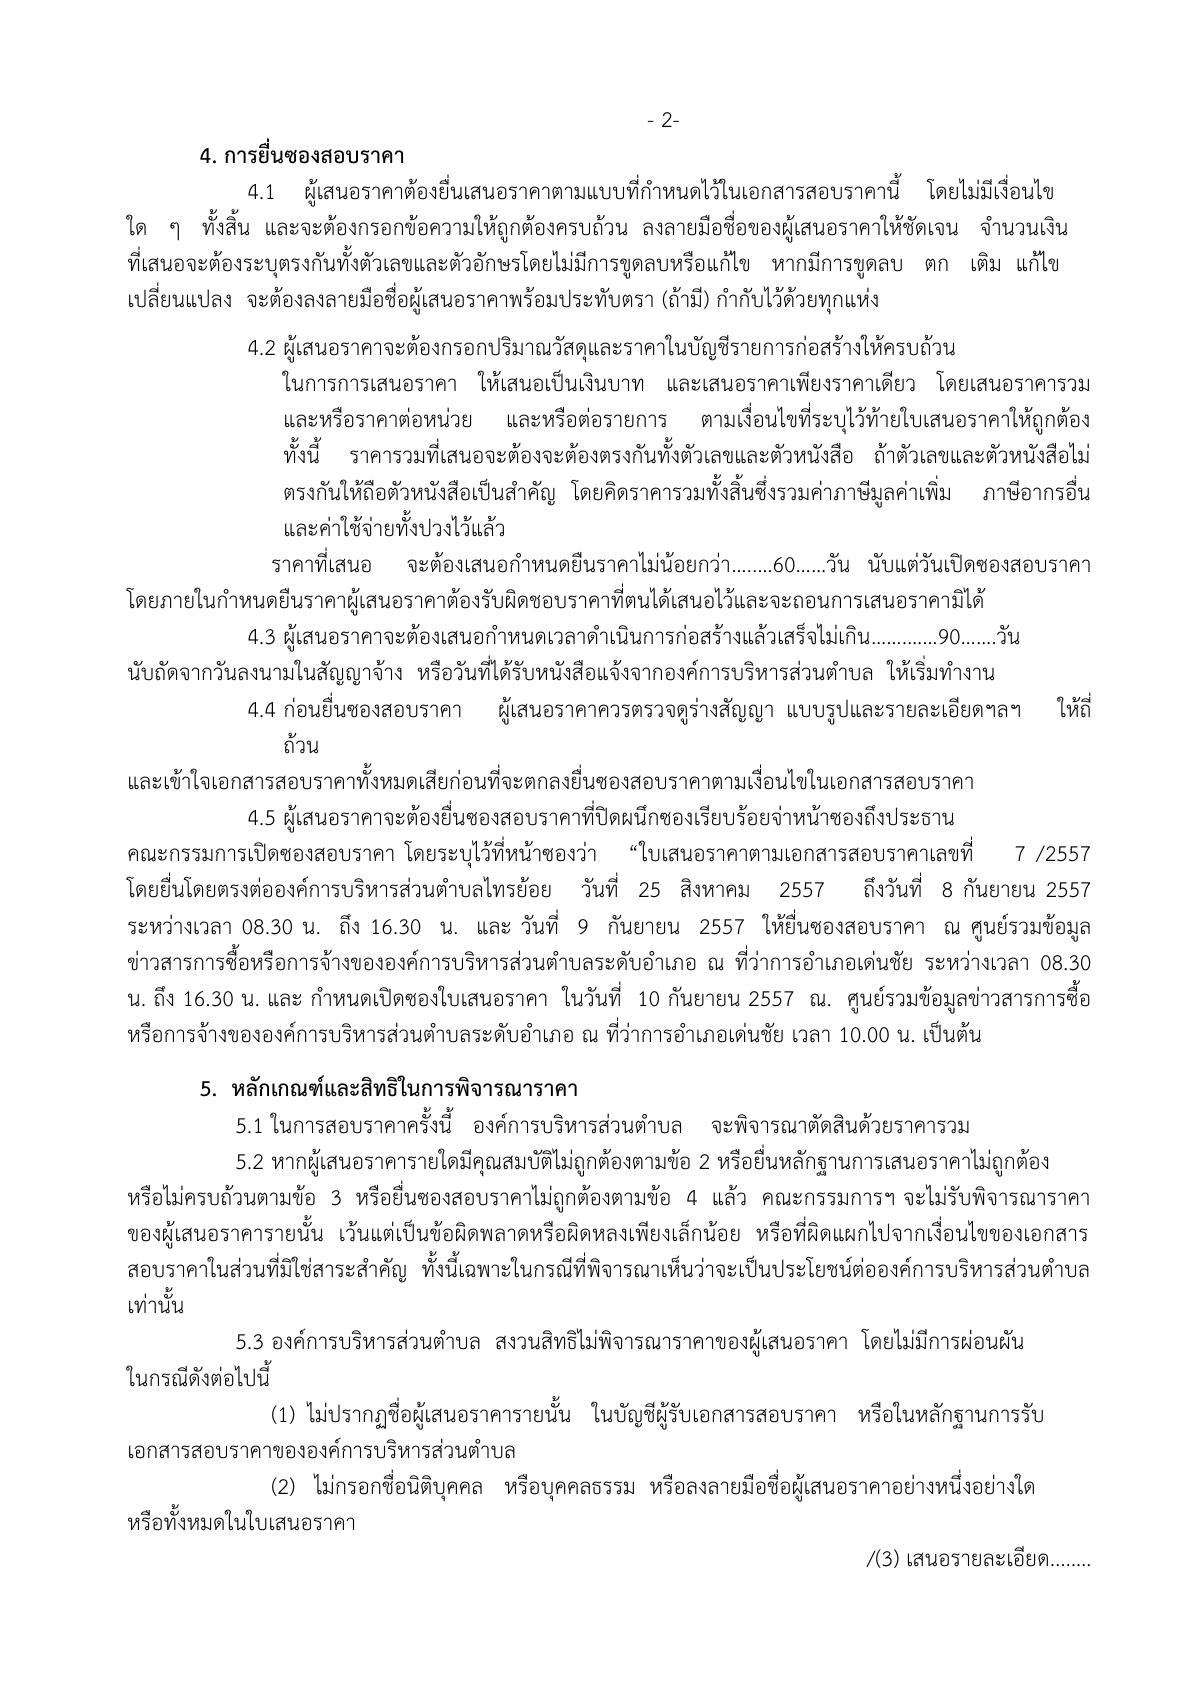 - 2-
4. การยื่นซองสอบราคา
4.1 ผู้เสนอราคาต้องยื่นเสนอราคาตามแบบที่กำหนดไว้ในเอกสารสอบราคานี้ โดยไม่มีเงื่อนไข
ใด ๆ ทั้งสิ้น และจะต้องกรอกข้อความให้ถูกต้องครบถ้วน ลงลายมือชื่อของผู้เสนอราคาให้ชัดเจน จำนวนเงิน
ที่เสนอจะต้องระบุตรงกันทั้งตัวเลขและตัวอักษรโดยไม่มีการขูดลบหรือแก้ไข หากมีการขูดลบ ตก เติม แก้ไข
เปลี่ยนแปลง จะต้องลงลายมือชื่อผู้เสนอราคาพร้อมประทับตรา (ถ้ามี) กำกับไว้ด้วยทุกแห่ง
4.2 ผู้เสนอราคาจะต้องกรอกปริมาณวัสดุและราคาในบัญชีรายการก่อสร้างให้ครบถ้วน
ในการการเสนอราคา ให้เสนอเป็นเงินบาท และเสนอราคาเพียงราคาเดียว โดยเสนอราคารวม
และหรือราคาต่อหน่วย และหรือต่อรายการ ตามเงื่อนไขที่ระบุไว้ท้ายใบเสนอราคาให้ถูกต้อง
ทั้งนี้ ราคารวมที่เสนอจะต้องจะต้องตรงกันทั้งตัวเลขและตัวหนังสือ ถ้าตัวเลขและตัวหนังสือไม่
ตรงกันให้ถือตัวหนังสือเป็นสำคัญ โดยคิดราคารวมทั้งสิ้นซึ่งรวมค่าภาษีมูลค่าเพิ่ม ภาษีอากรอื่น
และค่าใช้จ่ายทั้งปวงไว้แล้ว
ราคาที่เสนอ จะต้องเสนอกำหนดยืนราคาไม่น้อยกว่า........60......วัน นับแต่วันเปิดซองสอบราคา
โดยภายในกำหนดยืนราคาผู้เสนอราคาต้องรับผิดชอบราคาที่ตนได้เสนอไว้และจะถอนการเสนอราคามิได้
4.3 ผู้เสนอราคาจะต้องเสนอกำหนดเวลาดำเนินการก่อสร้างแล้วเสร็จไม่เกิน.............90.......วัน
นับถัดจากวันลงนามในสัญญาจ้าง หรือวันที่ได้รับหนังสือแจ้งจากองค์การบริหารส่วนตำบล ให้เริ่มทำงาน
4.4 ก่อนยื่นซองสอบราคา ผู้เสนอราคาควรตรวจดูร่างสัญญา แบบรูปและรายละเอียดฯลฯ ให้ถี่
ถ้วน
และเข้าใจเอกสารสอบราคาทั้งหมดเสียก่อนที่จะตกลงยื่นซองสอบราคาตามเงื่อนไขในเอกสารสอบราคา
4.5 ผู้เสนอราคาจะต้องยื่นซองสอบราคาที่ปิดผนึกซองเรียบร้อยจ่าหน้าซองถึงประธาน
คณะกรรมการเปิดซองสอบราคา โดยระบุไว้ที่หน้าซองว่า “ใบเสนอราคาตามเอกสารสอบราคาเลขที่ 7 /2557
โดยยื่นโดยตรงต่อองค์การบริหารส่วนตำบลไทรย้อย วันที่ 25 สิงหาคม 2557 ถึงวันที่ 8 กันยายน 2557
ระหว่างเวลา 08.30 น. ถึง 16.30 น. และ วันที่ 9 กันยายน 2557 ให้ยื่นซองสอบราคา ณ ศูนย์รวมข้อมูล
ข่าวสารการซื้อหรือการจ้างขององค์การบริหารส่วนตำบลระดับอำเภอ ณ ที่ว่าการอำเภอเด่นชัย ระหว่างเวลา 08.30
น. ถึง 16.30 น. และ กำหนดเปิดซองใบเสนอราคา ในวันที่ 10 กันยายน 2557 ณ. ศูนย์รวมข้อมูลข่าวสารการซื้อ
หรือการจ้างขององค์การบริหารส่วนตำบลระดับอำเภอ ณ ที่ว่าการอำเภอเด่นชัย เวลา 10.00 น. เป็นต้น
5. หลักเกณฑ์และสิทธิในการพิจารณาราคา
5.1 ในการสอบราคาครั้งนี้ องค์การบริหารส่วนตำบล จะพิจารณาตัดสินด้วยราคารวม
5.2 หากผู้เสนอราคารายใดมีคุณสมบัติไม่ถูกต้องตามข้อ 2 หรือยื่นหลักฐานการเสนอราคาไม่ถูกต้อง
หรือไม่ครบถ้วนตามข้อ 3 หรือยื่นซองสอบราคาไม่ถูกต้องตามข้อ 4 แล้ว คณะกรรมการฯ จะไม่รับพิจารณาราคา
ของผู้เสนอราคารายนั้น เว้นแต่เป็นข้อผิดพลาดหรือผิดหลงเพียงเล็กน้อย หรือที่ผิดแผกไปจากเงื่อนไขของเอกสาร
สอบราคาในส่วนที่มิใช่สาระสำคัญ ทั้งนี้เฉพาะในกรณีที่พิจารณาเห็นว่าจะเป็นประโยชน์ต่อองค์การบริหารส่วนตำบล
เท่านั้น
5.3 องค์การบริหารส่วนตำบล สงวนสิทธิไม่พิจารณาราคาของผู้เสนอราคา โดยไม่มีการผ่อนผัน
ในกรณีดังต่อไปนี้
(1) ไม่ปรากฏชื่อผู้เสนอราคารายนั้น ในบัญชีผู้รับเอกสารสอบราคา หรือในหลักฐานการรับ
เอกสารสอบราคาขององค์การบริหารส่วนตำบล
(2) ไม่กรอกชื่อนิติบุคคล หรือบุคคลธรรม หรือลงลายมือชื่อผู้เสนอราคาอย่างหนึ่งอย่างใด
หรือทั้งหมดในใบเสนอราคา
/(3) เสนอรายละเอียด........